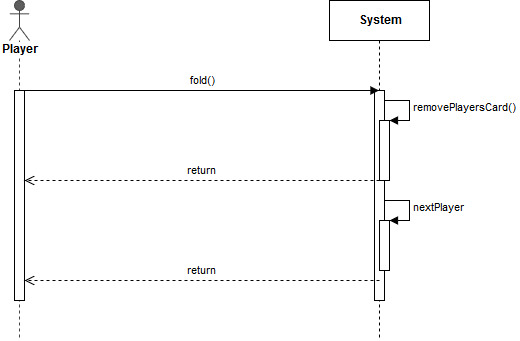 Player
System
fold()
removePlayersCard()
return
nextPlayer
return